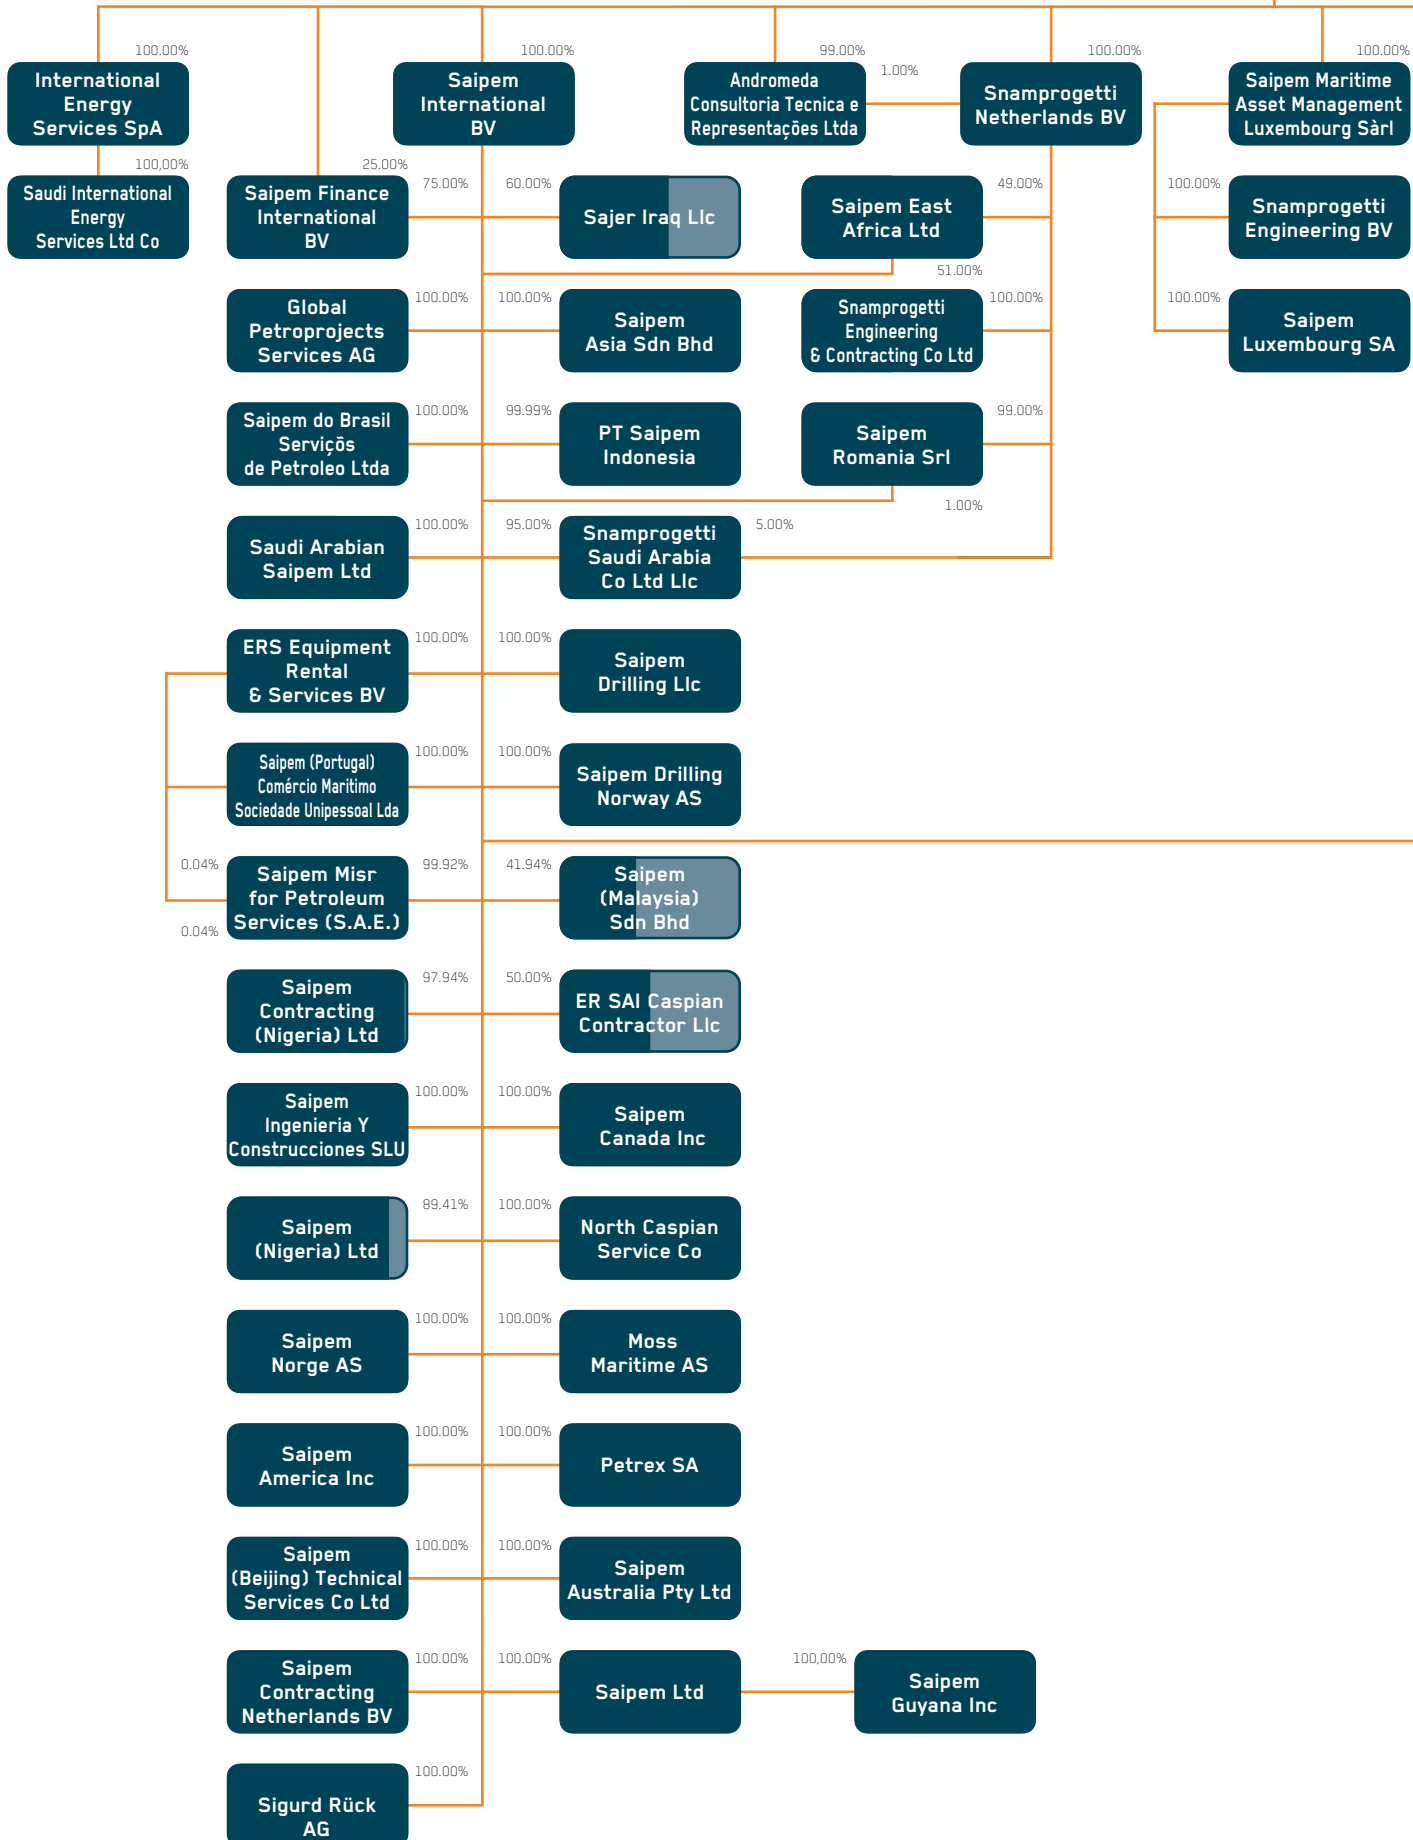 100.00%
100.00%
99.00%
1.00%
100.00%
100.00%
International
Energy
Services SpA
Saipem
International
BV
Andromeda
Consultoria Tecnica e
Representações Ltda
Snamprogetti
Netherlands BV
Saipem Maritime
Asset Management
Luxembourg Sàrl
100,00%
25.00%
75.00%
60.00%
49.00%
100.00%
Saudi International
Energy
Services Ltd Co
Saipem Finance
International
BV
Sajer Iraq Llc
Saipem East
Africa Ltd
Snamprogetti
Engineering BV
51.00%
100.00%
100.00%
100.00%
100.00%
Global
Petroprojects
Services AG
Saipem
Asia Sdn Bhd
Snamprogetti
Engineering
& Contracting Co Ltd
Saipem
Luxembourg SA
100.00%
99.99%
99.00%
Saipem do Brasil
Serviçõs
de Petroleo Ltda
PT Saipem
Indonesia
Saipem
Romania Srl
1.00%
100.00%
95.00%
5.00%
Saudi Arabian
Saipem Ltd
Snamprogetti
Saudi Arabia
Co Ltd Llc
100.00%
100.00%
ERS Equipment
Rental
& Services BV
Saipem
Drilling Llc
100.00%
100.00%
Saipem (Portugal)
Comércio Maritimo
Sociedade Unipessoal Lda
Saipem Drilling
Norway AS
0.04%
99.92%
41.94%
Saipem Misr
for Petroleum
Services (S.A.E.)
Saipem
(Malaysia)
Sdn Bhd
0.04%
97.94%
50.00%
Saipem
Contracting
(Nigeria) Ltd
ER SAI Caspian
Contractor Llc
100.00%
100.00%
Saipem
Ingenieria Y
Construcciones SLU
Saipem
Canada Inc
89.41%
100.00%
Saipem
(Nigeria) Ltd
North Caspian
Service Co
100.00%
100.00%
Saipem
Norge AS
Moss
Maritime AS
100.00%
100.00%
Saipem
America Inc
Petrex SA
100.00%
100.00%
Saipem
(Beijing) Technical
Services Co Ltd
Saipem
Australia Pty Ltd
100.00%
100.00%
100,00%
Saipem
Contracting
Netherlands BV
Saipem Ltd
Saipem
Guyana Inc
100.00%
Sigurd Rück
AG